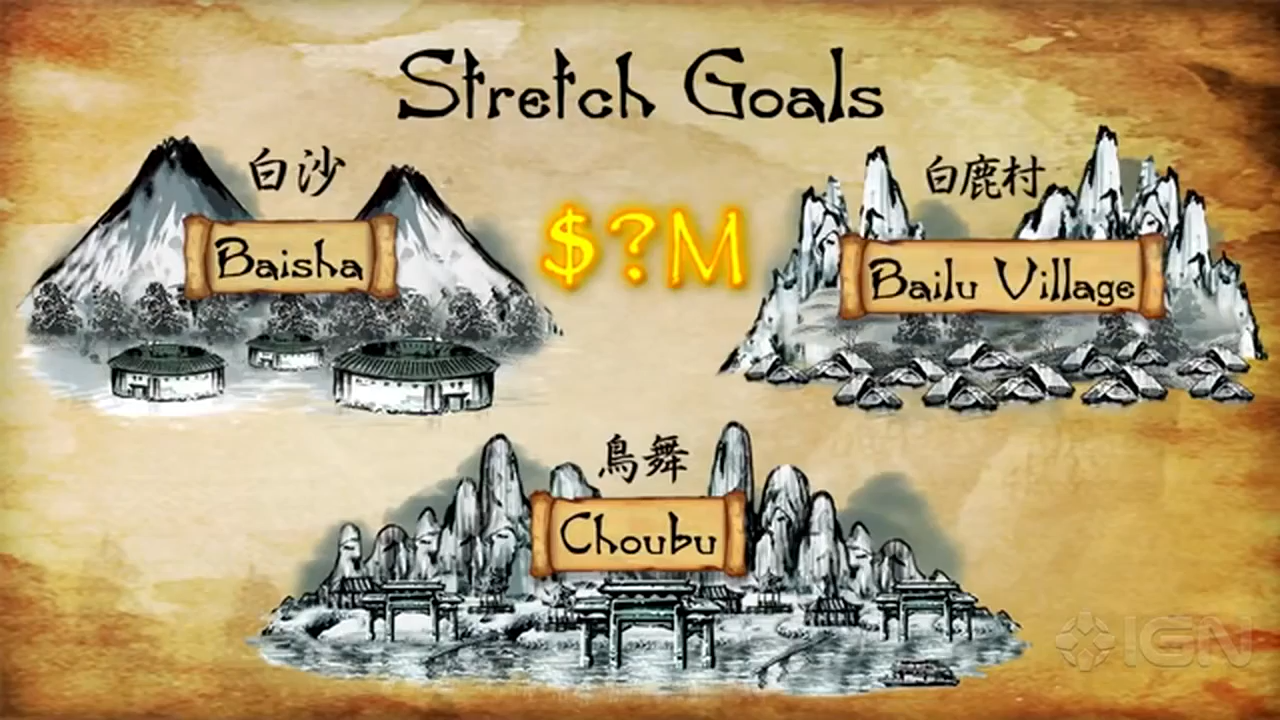 Stretch Goals
白沙
Baisha
$?M
白鹿村
Bailu Village
鳥舞
Choubu
IGN